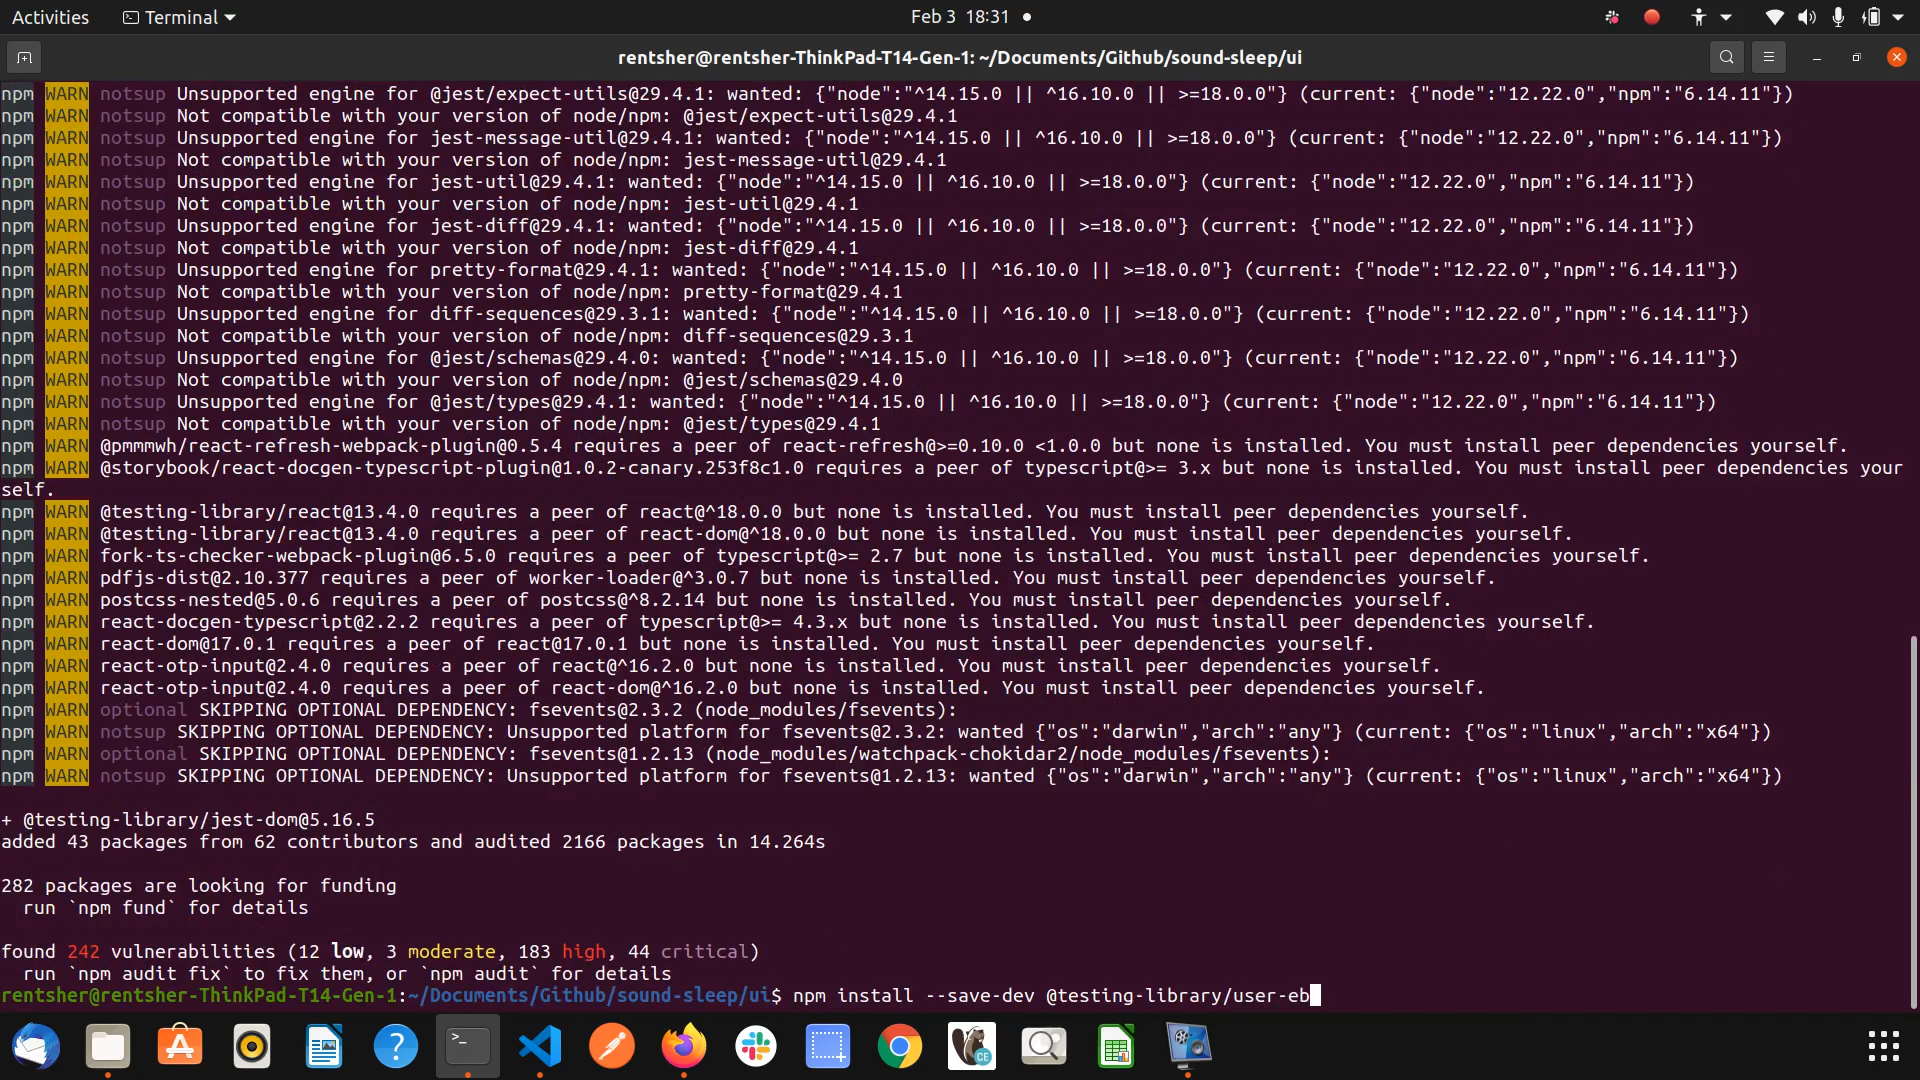 Activities Terminal Feb 3 18:31
rentsher@rentsher-ThinkPad-T14-Gen-1: ~/Documents/Github/sound-sleep/ui
npm WARN notsup Unsupported engine for @jest/expect-utils@29.4.1: wanted: {"node":"^14.15.0 || ^16.10.0 || >=18.0.0"} (current: {"node":"12.22.0","npm":"6.14.11"})
npm WARN notsup Not compatible with your version of node/npm: @jest/expect-utils@29.4.1
npm WARN notsup Unsupported engine for jest-message-util@29.4.1: wanted: {"node":"^14.15.0 || ^16.10.0 || >=18.0.0"} (current: {"node":"12.22.0","npm":"6.14.11"})
npm WARN notsup Not compatible with your version of node/npm: jest-message-util@29.4.1
npm WARN notsup Unsupported engine for jest-util@29.4.1: wanted: {"node":"^14.15.0 || ^16.10.0 || >=18.0.0"} (current: {"node":"12.22.0","npm":"6.14.11"})
npm WARN notsup Not compatible with your version of node/npm: jest-util@29.4.1
npm WARN notsup Unsupported engine for jest-diff@29.4.1: wanted: {"node":"^14.15.0 || ^16.10.0 || >=18.0.0"} (current: {"node":"12.22.0","npm":"6.14.11"})
npm WARN notsup Not compatible with your version of node/npm: jest-diff@29.4.1
npm WARN notsup Unsupported engine for pretty-format@29.4.1: wanted: {"node":"^14.15.0 || ^16.10.0 || >=18.0.0"} (current: {"node":"12.22.0","npm":"6.14.11"})
npm WARN notsup Not compatible with your version of node/npm: pretty-format@29.4.1
npm WARN notsup Unsupported engine for diff-sequences@29.3.1: wanted: {"node":"^14.15.0 || ^16.10.0 || >=18.0.0"} (current: {"node":"12.22.0","npm":"6.14.11"})
npm WARN notsup Not compatible with your version of node/npm: diff-sequences@29.3.1
npm WARN notsup Unsupported engine for @jest/schemas@29.4.0: wanted: {"node":"^14.15.0 || ^16.10.0 || >=18.0.0"} (current: {"node":"12.22.0","npm":"6.14.11"})
npm WARN notsup Not compatible with your version of node/npm: @jest/schemas@29.4.0
npm WARN notsup Unsupported engine for @jest/types@29.4.1: wanted: {"node":"^14.15.0 || ^16.10.0 || >=18.0.0"} (current: {"node":"12.22.0","npm":"6.14.11"})
npm WARN notsup Not compatible with your version of node/npm: @jest/types@29.4.1
npm WARN @pmmmwh/react-refresh-webpack-plugin@0.5.4 requires a peer of react-refresh@>=0.10.0 <1.0.0 but none is installed. You must install peer dependencies yourself.
npm WARN @storybook/react-docgen-typescript-plugin@1.0.2-canary.253f8c1.0 requires a peer of typescript@>= 3.x but none is installed. You must install peer dependencies your
self.
npm WARN @testing-library/react@13.4.0 requires a peer of react@^18.0.0 but none is installed. You must install peer dependencies yourself.
npm WARN @testing-library/react@13.4.0 requires a peer of react-dom@^18.0.0 but none is installed. You must install peer dependencies yourself.
npm WARN fork-ts-checker-webpack-plugin@6.5.0 requires a peer of typescript@>= 2.7 but none is installed. You must install peer dependencies yourself.
npm WARN pdfjs-dist@2.10.377 requires a peer of worker-loader@^3.0.7 but none is installed. You must install peer dependencies yourself.
npm WARN postcss-nested@5.0.6 requires a peer of postcss@^8.2.14 but none is installed. You must install peer dependencies yourself.
npm WARN react-docgen-typescript@2.2.2 requires a peer of typescript@>= 4.3.x but none is installed. You must install peer dependencies yourself.
npm WARN react-dom@17.0.1 requires a peer of react@17.0.1 but none is installed. You must install peer dependencies yourself.
npm WARN react-otp-input@2.4.0 requires a peer of react@^16.2.0 but none is installed. You must install peer dependencies yourself.
npm WARN react-otp-input@2.4.0 requires a peer of react-dom@^16.2.0 but none is installed. You must install peer dependencies yourself.
npm WARN optional SKIPPING OPTIONAL DEPENDENCY: fsevents@2.3.2 (node_modules/fsevents):
npm WARN notsup SKIPPING OPTIONAL DEPENDENCY: Unsupported platform for fsevents@2.3.2: wanted {"os":"darwin","arch":"any"} (current: {"os":"linux","arch":"x64"})
npm WARN optional SKIPPING OPTIONAL DEPENDENCY: fsevents@1.2.13 (node_modules/watchpack-chokidar2/node_modules/fsevents):
npm WARN notsup SKIPPING OPTIONAL DEPENDENCY: Unsupported platform for fsevents@1.2.13: wanted {"os":"darwin","arch":"any"} (current: {"os":"linux","arch":"x64"})
+ @testing-library/jest-dom@5.16.5
added 43 packages from 62 contributors and audited 2166 packages in 14.264s
282 packages are looking for funding
run `npm fund` for details
found 242 vulnerabilities (12 low, 3 moderate, 183 high, 44 critical)
run `npm audit fix` to fix them, or `npm audit` for details
rentsher@rentsher-ThinkPad-T14-Gen-1:~/Documents/Github/sound-sleep/ui$ npm install --save-dev @testing-library/user-eb